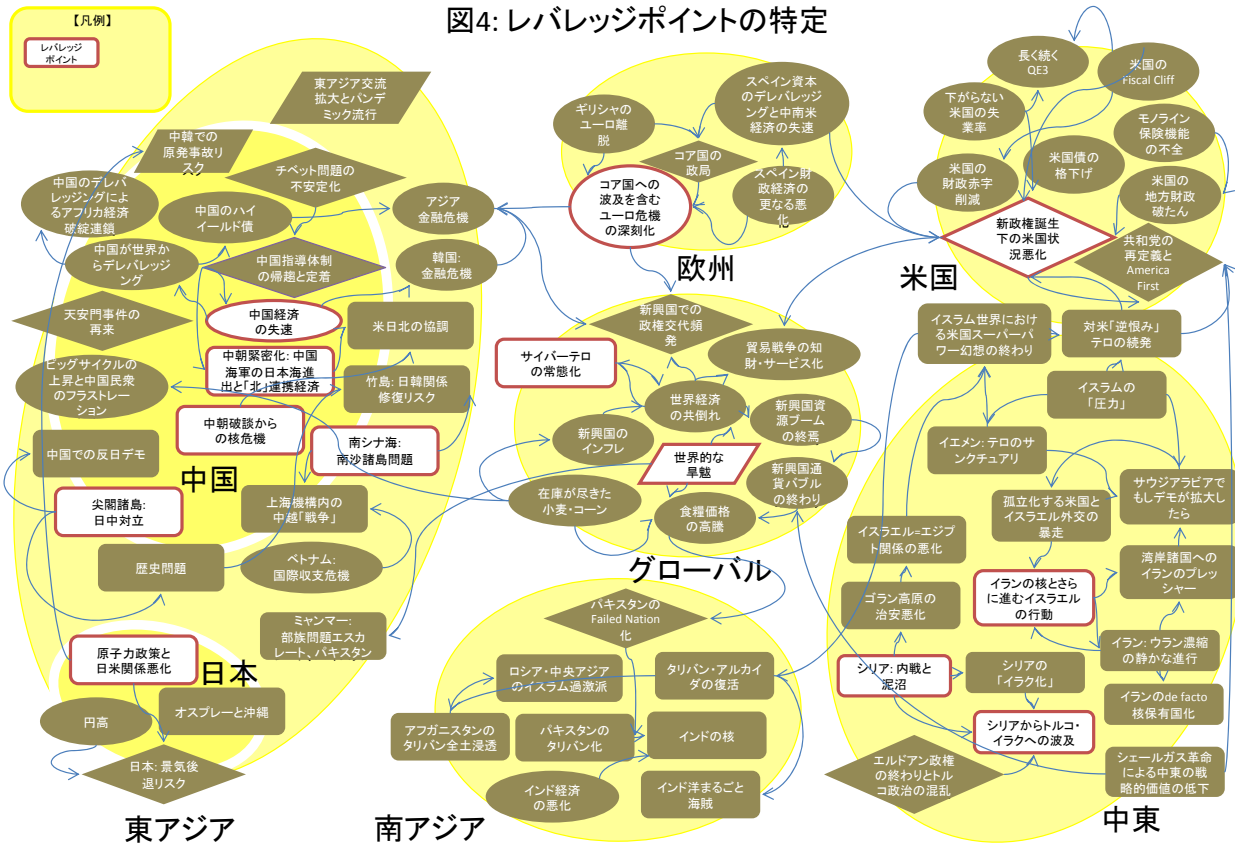 図4: レバレッジポイントの特定
【凡例】
レバレッジ
ポイント
東アジア交流
拡大とパンデ
ミック流行
中韓での
原発事故リ
スク
チベット問題の
不安定化
中国のデレバ
レッジングによ
るアフリカ経済
破綻連鎖
中国のハイ
イールド債
アジア
金融危機
中国が世界か
らデレバレッジ
ング
中国指導体制
の帰趨と定着
韓国:
金融危機
天安門事件の
再来
中国経済
の失速
米日北の協調
ビッグサイクルの
上昇と中国民衆
のフラストレー
ション
中朝緊密化: 中国
海軍の日本海進
出と「北」連携経済
竹島: 日韓関係
修復リスク
中朝破談から
の核危機
中国での反日デモ
中国
南シナ海:
南沙諸島問題
尖閣諸島:
日中対立
上海機構内の
中越「戦争」
歴史問題
ベトナム:
国際収支危機
ミャンマー:
部族問題エスカ
レート、パキスタン
原子力政策と
日米関係悪化
日本
円高
オスプレーと沖縄
日本: 景気後
退リスク
東アジア
ギリシャの
ユーロ離
脱
スペイン資本
のデレバレッジ
ングと中南米
経済の失速
コア国の
政局
コア国への
波及を含む
ユーロ危機
の深刻化
スペイン財
政経済の
更なる悪
化
欧州
新興国での
政権交代頻
発
サイバーテロ
の常態化
貿易戦争の知
財・サービス化
世界経済
の共倒れ
新興国資
源ブームの
終焉
新興国の
インフレ
世界的な
旱魃
新興国通
貨バブルの
終わり
在庫が尽きた
小麦・コーン
食糧価格の
高騰
グローバル
パキスタンの
Failed Nation
化
ロシア・中央アジア
のイスラム過激派
タリバン・アルカイ
ダの復活
アフガニスタンの
タリバン全土浸透
パキスタンの
タリバン化
インドの核
インド経済
の悪化
インド洋まるごと
海賊
南アジア
長く続く
QE3
米国の
Fiscal Cliff
下がらない
米国の失
業率
モノライン
保険機能の
不全
米国の
財政赤字
削減
米国債の
格下げ
米国の
地方財政
破たん
新政権誕生
下の米国状
況悪化
共和党の
再定義と
America
First
米国
イスラム世界にお
ける米国スーパーパ
ワー幻想の終わり
対米「逆恨み」
テロの続発
イスラムの
「圧力」
イエメン: テロのサ
ンクチュアリ
孤立化する米国と
イスラエル外交の
暴走
サウジアラビアで
もしデモが拡大し
たら
イスラエル=エジプ
ト関係の悪化
湾岸諸国への
イランのプレッ
シャー
イランの核とさら
に進むイスラエル
の行動
ゴラン高原の
治安悪化
イラン: ウラン濃縮
の静かな進行
シリア: 内戦と
泥沼
シリアの
「イラク化」
イランのde facto
核保有国化
シリアからトルコ・
イラクへの波及
エルドアン政権
の終わりとトル
コ政治の混乱
シェールガス革命
による中東の戦
略的価値の低下
中東